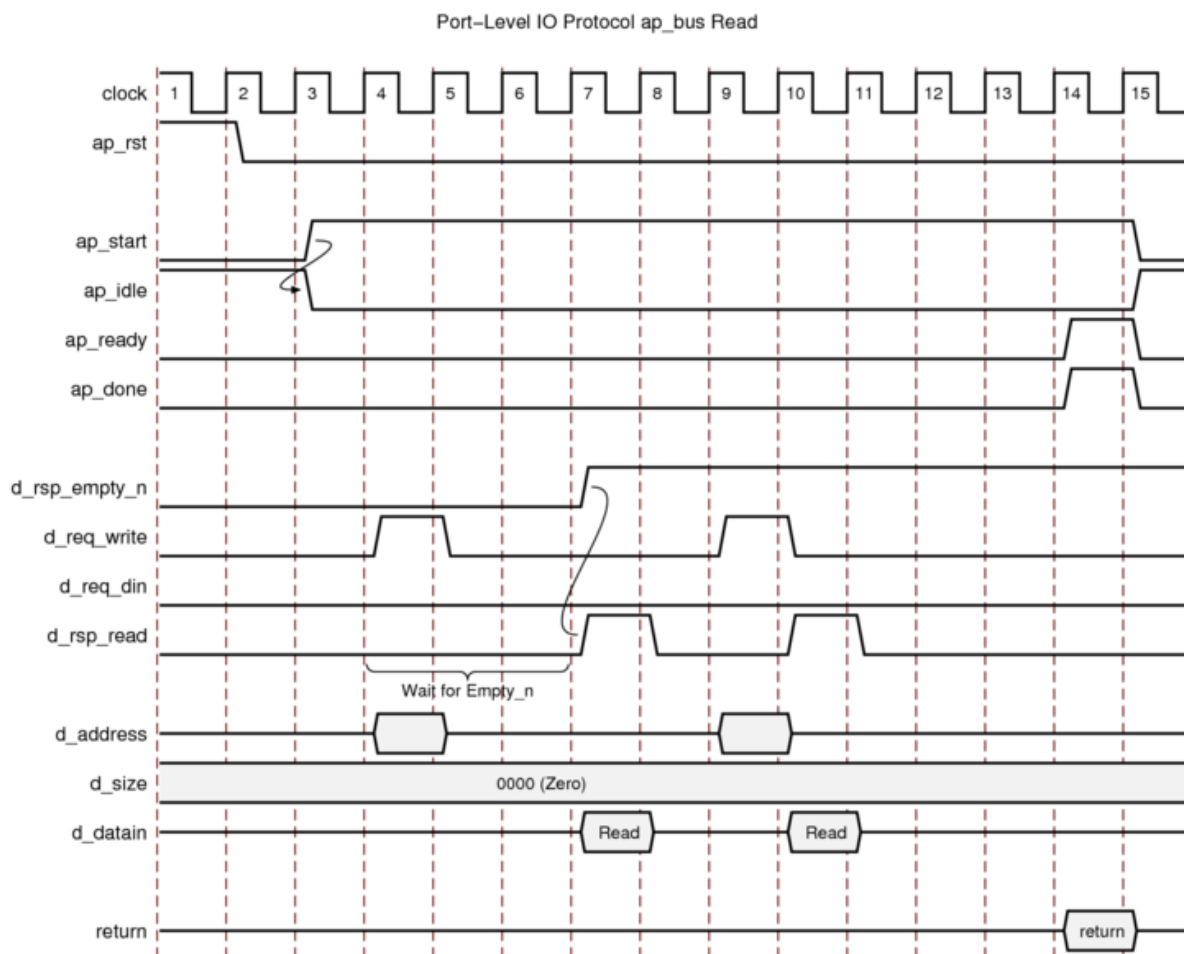 Port-Level IO Protocol ap_bus Read
clock 1 2 3 4 5 6 7 8 9 10 11 12 13 14 15
ap_rst
ap_start
ap_idle
ap_ready
ap_done
d_rsp_empty_n
d_req_write
d_req_din
d_rsp_read
Wait for Empty_n
d_address
d_size 0000 (Zero)
d_datain Read Read
return return